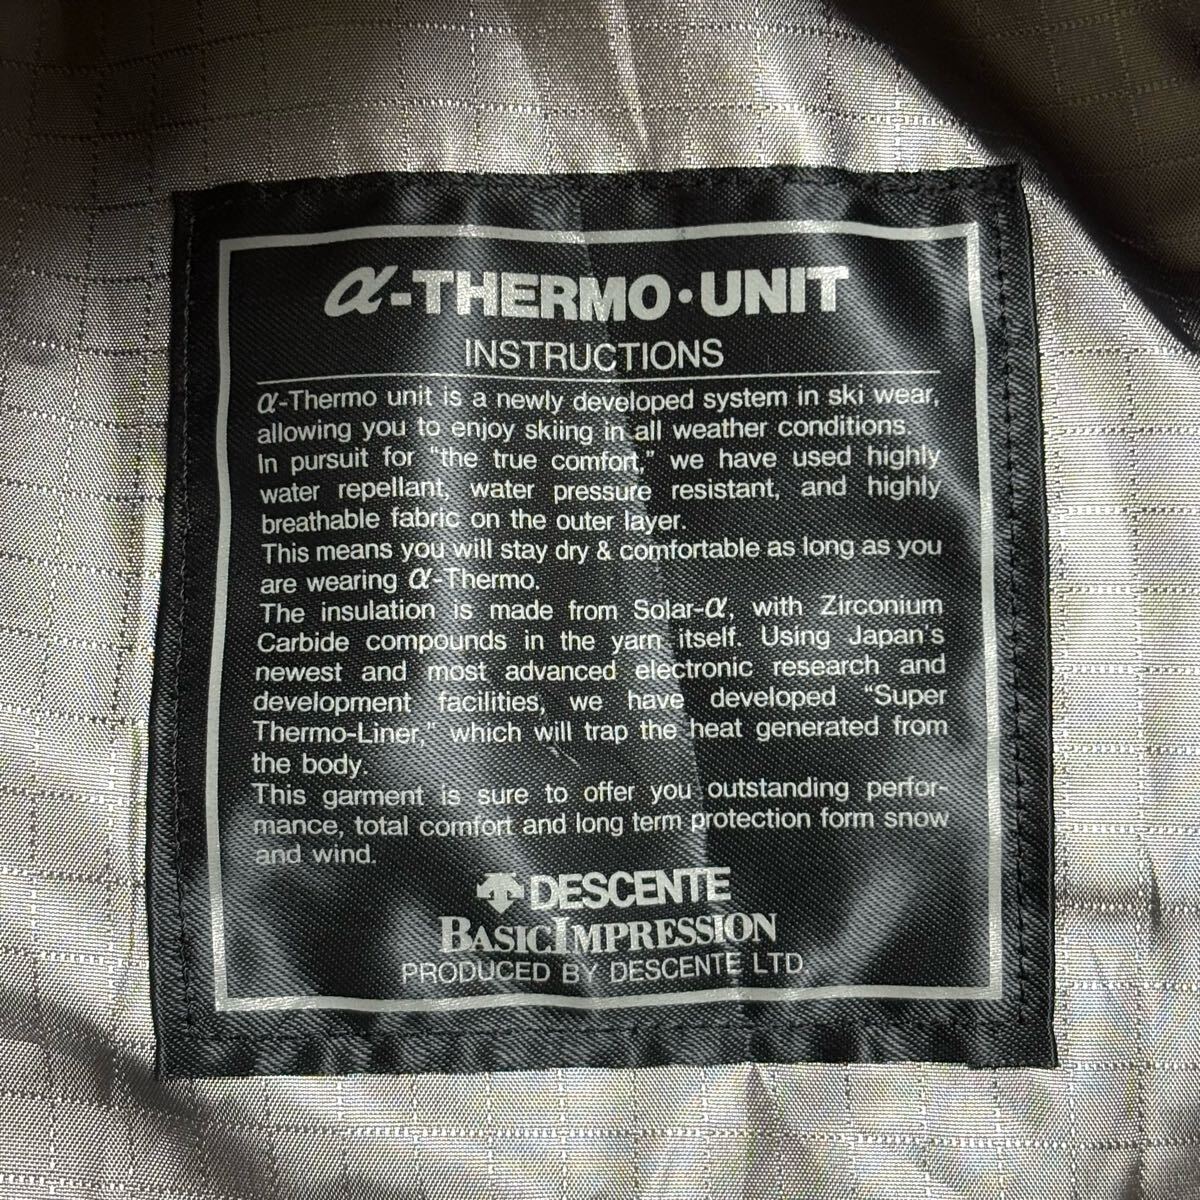 α-THERMO·UNIT
INSTRUCTIONS
α-Thermo unit is a newly developed system in ski wear,
allowing you to enjoy skiing in all weather conditions.
In pursuit for "the true comfort," we have used highly
water repellant, water pressure resistant, and highly
breathable fabric on the outer layer.
This means you will stay dry & comfortable as long as you
are wearing α-Thermo.
The insulation is made from Solar-α, with Zirconium
Carbide compounds in the yarn itself. Using Japan's
newest and most advanced electronic research and
development facilities, we have developed "Super
Thermo-Liner," which will trap the heat generated from
the body.
This garment is sure to offer you outstanding perfor-
mance, total comfort and long term protection form snow
and wind.
DESCENTE
BASIC IMPRESSION
PRODUCED BY DESCENTE LTD.